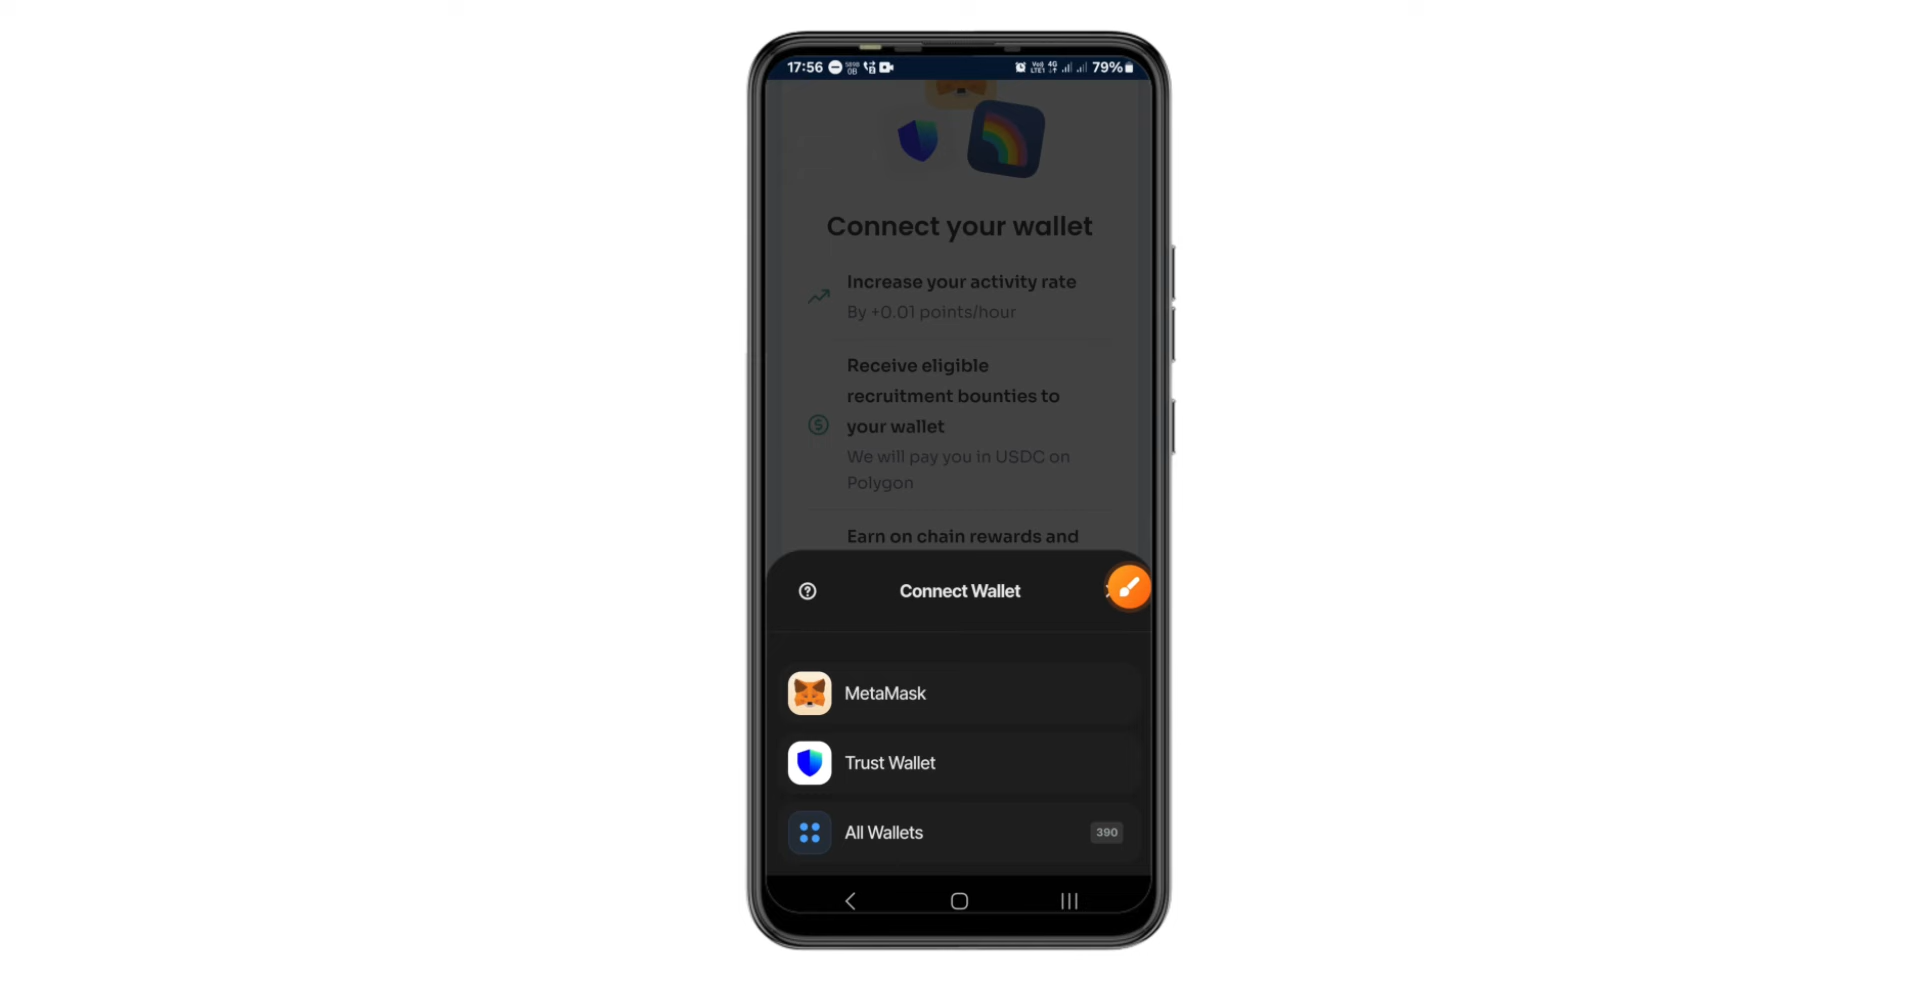 17:56
79%
Connect your wallet
Increase your activity rate
By +0.01 points/hour
Receive eligible
recruitment bounties to
your wallet
We will pay you in USDC on
Polygon
Earn on chain rewards and
Connect Wallet
MetaMask
Trust Wallet
All Wallets 390